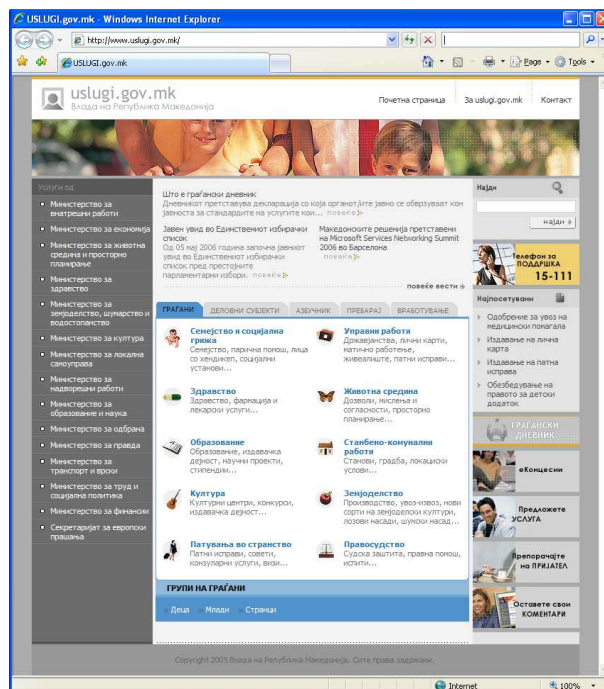 USLUGI.gov.mk - Windows Internet Explorer
http://www.uslugi.gov.mk/
USLUGI.gov.mk
Page
Tools
uslugi.gov.mk
Влада на Република Македонија
Почетна страница
За uslugi.gov.mk
Контакт
Услуги од
Министерство за
внатрешни работи
Министерство за економија
Министерство за животна
средина и просторно
планирање
Министерство за
здравство
Министерство за
земјоделство, шумарство и
водостопанство
Министерство за култура
Министерство за локална
самоуправа
Министерство за
надворешни работи
Министерство за
образование и наука
Министерство за одбрана
Министерство за правда
Министерство за
транспорт и врски
Министерство за труд и
социјална политика
Министерство за финансии
Секретаријат за европски
прашања
Што е граѓански дневник
Дневникот претставува декларација со која органот/ите јавно се обврзуваат кон
јавноста за стандардите на услугите кои... повеќе
Јавен увид во Единствениот избирачки
список
Од 05 мај 2006 година започна јавниот
увид во Единствениот избирачки
список пред престојните
парламентарни избори. повеќе
Македонските решенија претставени
на Microsoft Services Networking Summit
2006 во Барселона
повеќе
повеќе вести
ГРАЃАНИ
ДЕЛОВНИ СУБЈЕКТИ
АЗБУЧНИК
ПРЕБАРАЈ
ВРАБОТУВАЊЕ
Семејство и социјална
грижа
Семејство, парична помош, лица
со хендикеп, социјални
установи...
Управни работи
Државјанства, лични карти,
матично работење,
живеалиште, патни исправи...
Здравство
Здравство, фармација и
лекарски услуги...
Животна средина
Дозволи, мислења и
согласности, просторно
планирање...
Образование
Образование, издавачка
дејност, научни проекти,
стипендии...
Станбено-комунални
работи
Станови, градба, локациски
услови...
Култура
Културни центри, конкурси,
издавачка дејност...
Земјоделство
Производство, увоз-извоз, нови
сорти на земјоделски култури,
лозови насади, шумски насад...
Патувања во странство
Патни исправи, совети,
конзуларни услуги, визи...
Правосудство
Судска заштита, правна помош,
испити...
ГРУПИ НА ГРАЃАНИ
Деца
Млади
Странци
Најди
најди
Телефон за
ПОДДРШКА
15-111
Најпосетувани
Одобрение за увоз на
медицински помагала
Издавање на лична
карта
Издавање на патна
исправа
Обезбедување на
правото за детски
додаток
ГРАЃАНСКИ
ДНЕВНИК
еКонцесии
Предложете
УСЛУГА
Препорачајте
на ПРИЈАТЕЛ
Оставете свои
КОМЕНТАРИ
Copyright 2005 Влада на Република Македонија. Сите права задржани.
Internet
100%